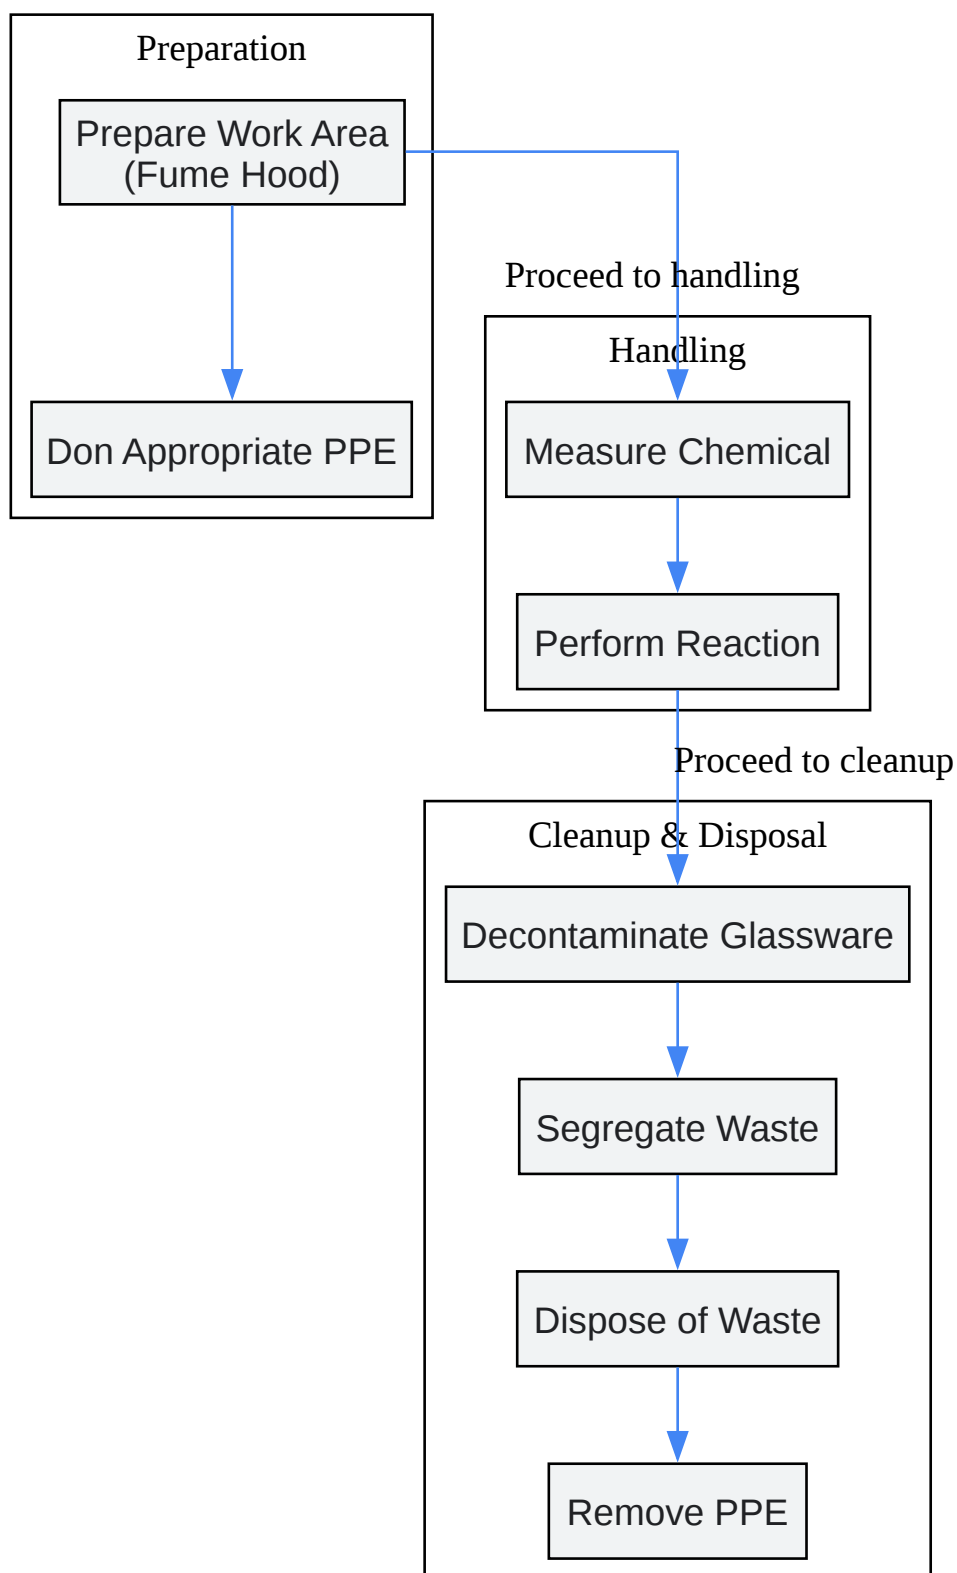 Preparation
Prepare Work Area
(Fume Hood)
Don Appropriate PPE
Proceed to handling
Handling
Measure Chemical
Perform Reaction
Proceed to cleanup
Cleanup & Disposal
Decontaminate Glassware
Segregate Waste
Dispose of Waste
Remove PPE